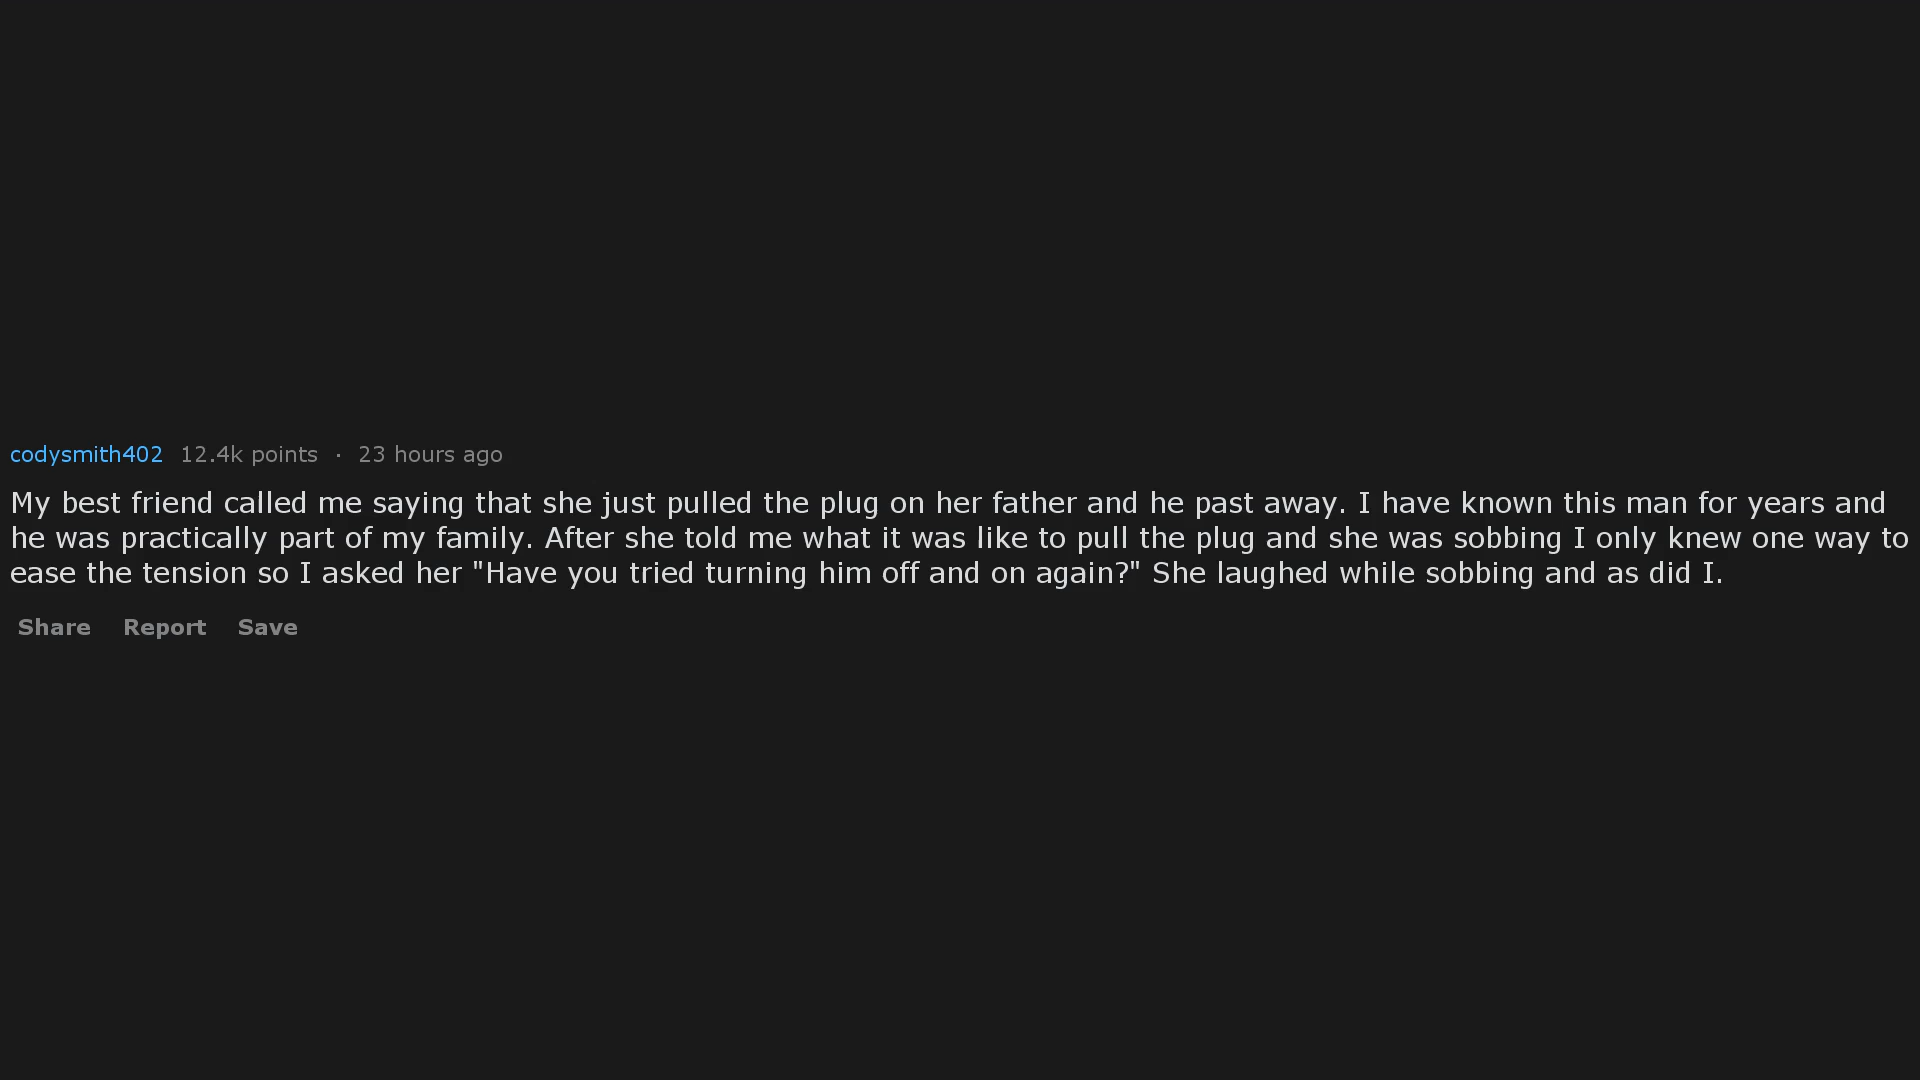 codysmith402 12.4k points · 23 hours ago
My best friend called me saying that she just pulled the plug on her father and he past away. I have known this man for years and
he was practically part of my family. After she told me what it was like to pull the plug and she was sobbing I only knew one way to
ease the tension so I asked her "Have you tried turning him off and on again?" She laughed while sobbing and as did I.
Share Report Save